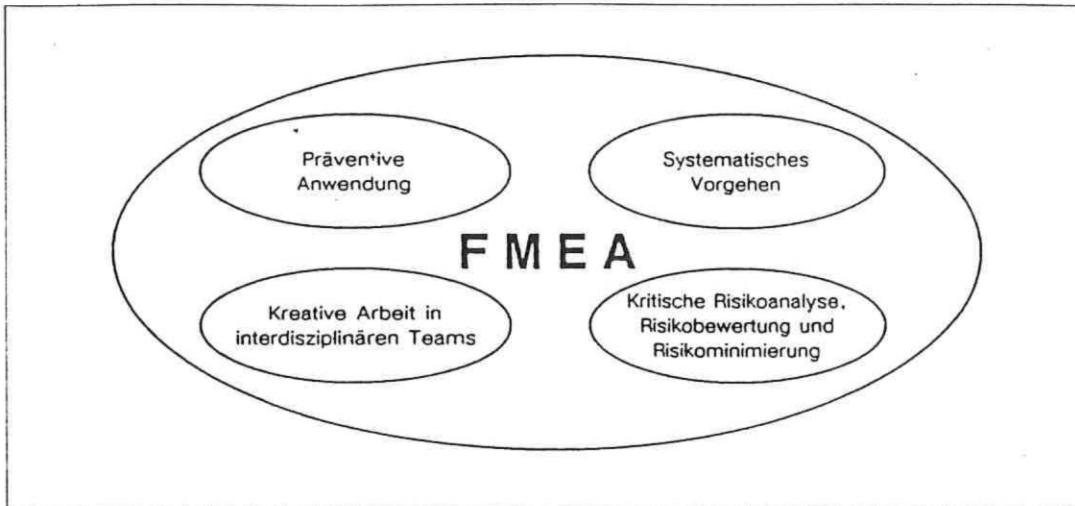 Präventive
Anwendung
Systematisches
Vorgehen
FMEA
Kreative Arbeit in
interdisziplinären Teams
Kritische Risikoanalyse,
Risikobewertung und
Risikominimierung